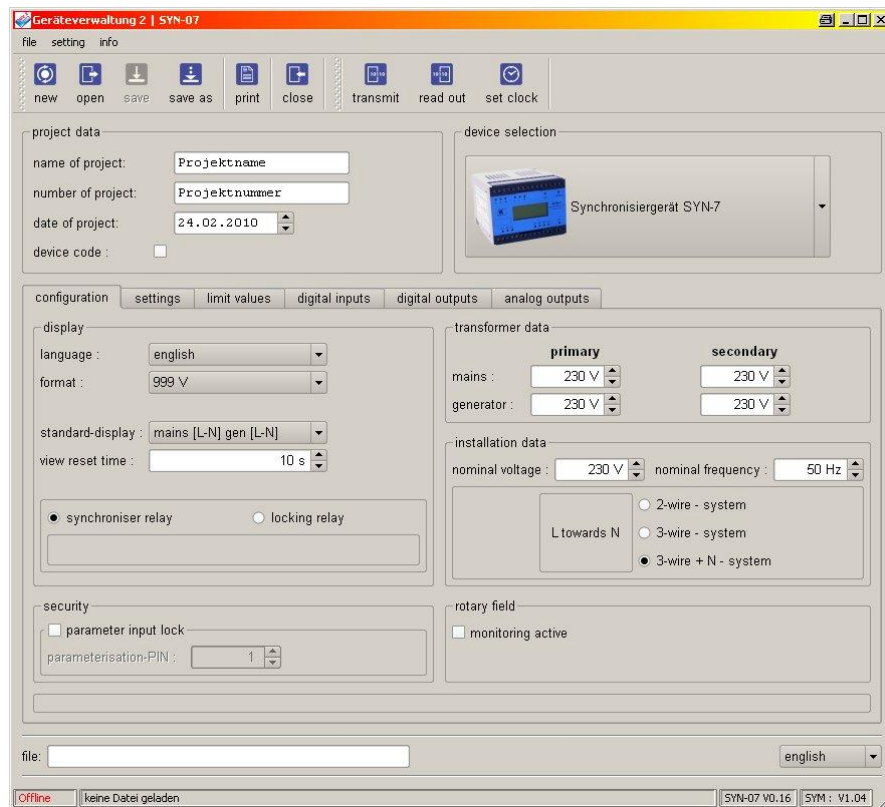 Geräteverwaltung 2 | SYN-07
file setting info
new open save save as print close transmit read out set clock
project data
name of project: Projektname
number of project: Projektnummer
date of project: 24.02.2010
device code :
device selection
Synchronisiergerät SYN-7
configuration settings limit values digital inputs digital outputs analog outputs
display
language : english
format : 999 V
standard-display : mains [L-N] gen [L-N]
view reset time : 10 s
synchroniser relay locking relay
transformer data
primary secondary
mains : 230 V 230 V
generator : 230 V 230 V
installation data
nominal voltage : 230 V nominal frequency : 50 Hz
L towards N
2-wire - system
3-wire - system
3-wire + N - system
security
parameter input lock
parameterisation-PIN : 1
rotary field
monitoring active
file: english
Offline keine Datei geladen SYN-07 V0.16 SYM : V1.04